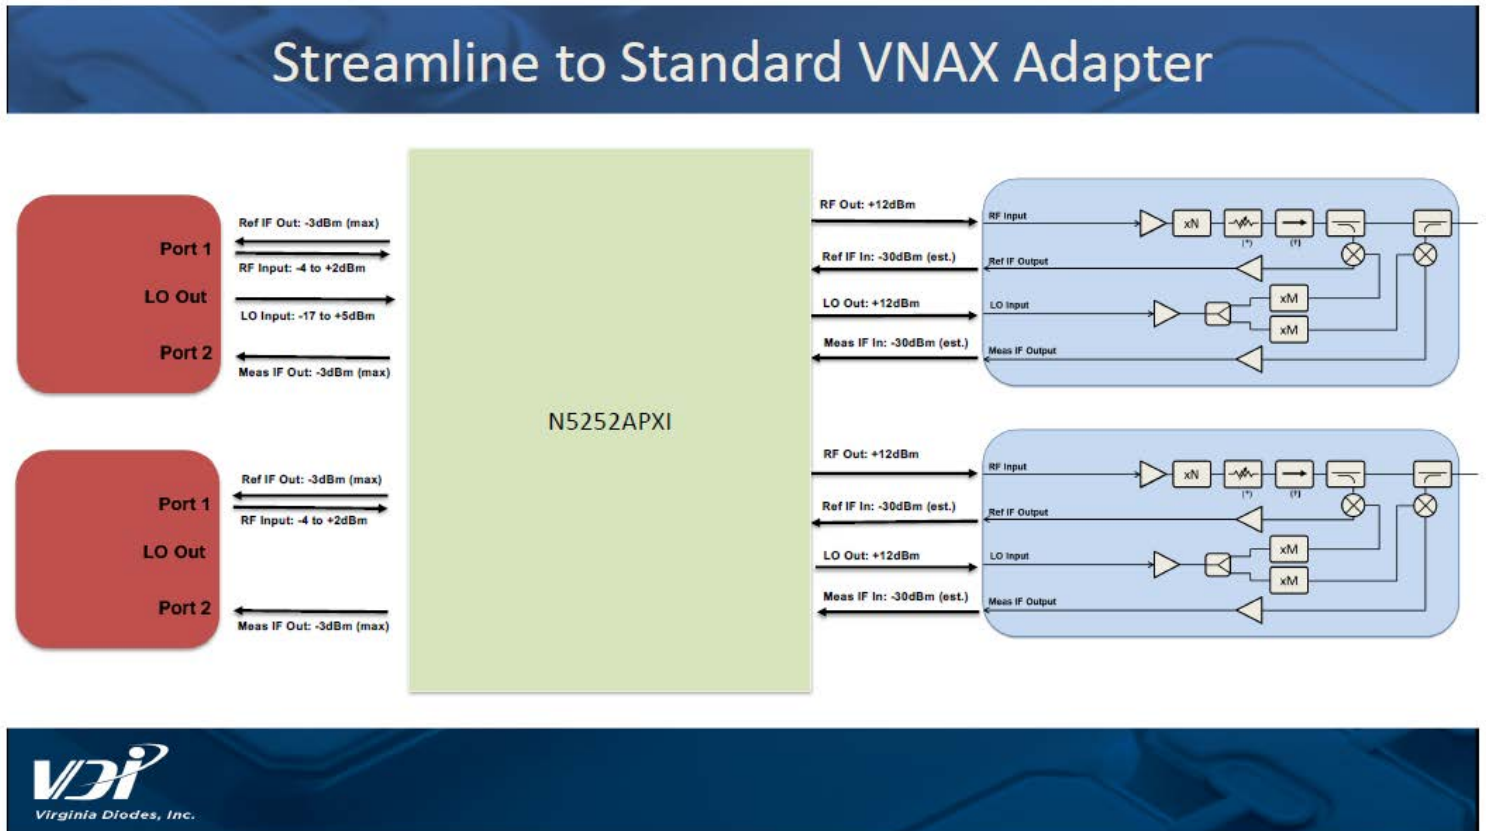 Streamline to Standard VNAX Adapter
Port 1
LO Out
Port 2
Ref IF Out: -3dBm (max)
RF Input: -4 to +2dBm
LO Input: -17 to +5dBm
Meas IF Out: -3dBm (max)
Port 1
LO Out
Port 2
Ref IF Out: -3dBm (max)
RF Input: -4 to +2dBm
Meas IF Out: -3dBm (max)
N5252APXI
RF Out: +12dBm
Ref IF In: -30dBm (est.)
LO Out: +12dBm
Meas IF In: -30dBm (est.)
RF Input
xN
(*)
(†)
Ref IF Output
LO Input
xM
xM
Meas IF Output
RF Out: +12dBm
Ref IF In: -30dBm (est.)
LO Out: +12dBm
Meas IF In: -30dBm (est.)
RF Input
xN
(*)
(†)
Ref IF Output
LO Input
xM
xM
Meas IF Output
VDI
Virginia Diodes, Inc.